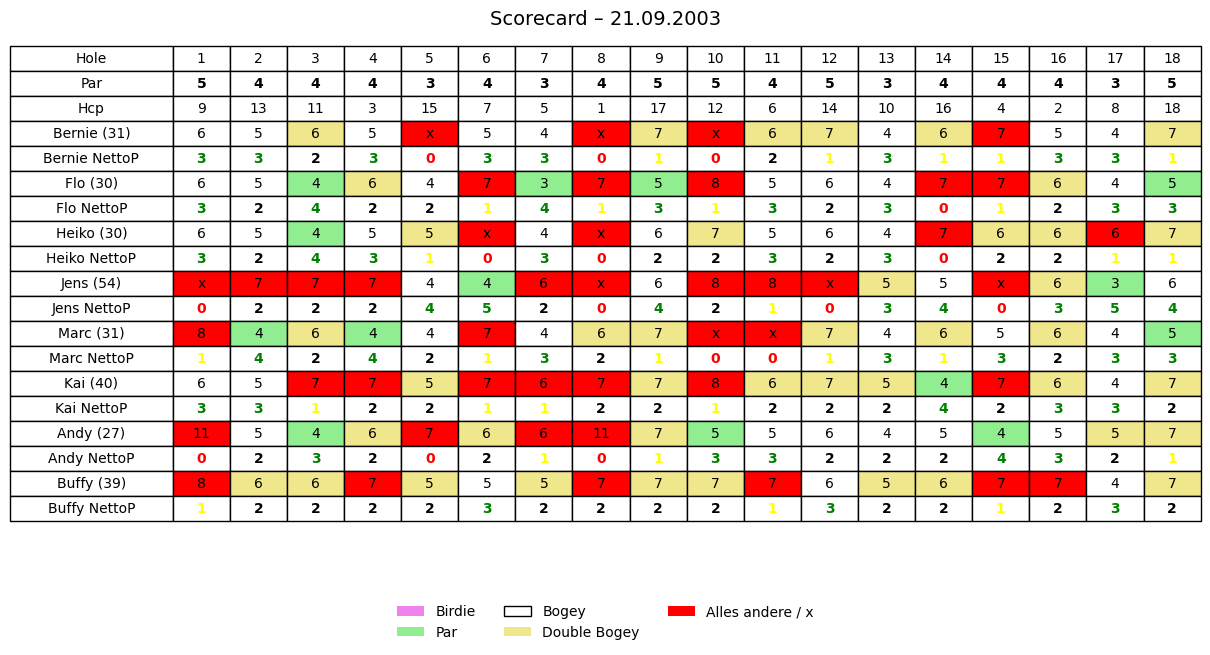 Scorecard – 21.09.2003
Hole 1 2 3 4 5 6 7 8 9 10 11 12 13 14 15 16 17 18
Par 5 4 4 4 3 4 3 4 5 5 4 5 3 4 4 4 3 5
Hcp 9 13 11 3 15 7 5 1 17 12 6 14 10 16 4 2 8 18
Bernie (31) 6 5 6 5 x 5 4 x 7 x 6 7 4 6 7 5 4 7
Bernie NettoP 3 3 2 3 0 3 3 0 1 0 2 1 3 1 1 3 3 1
Flo (30) 6 5 4 6 4 7 3 7 5 8 5 6 4 7 7 6 4 5
Flo NettoP 3 2 4 2 2 1 4 1 3 1 3 2 3 0 1 2 3 3
Heiko (30) 6 5 4 5 5 x 4 x 6 7 5 6 4 7 6 6 6 7
Heiko NettoP 3 2 4 3 1 0 3 0 2 2 3 2 3 0 2 2 1 1
Jens (54) x 7 7 7 4 4 6 x 6 8 8 x 5 5 x 6 3 6
Jens NettoP 0 2 2 2 4 5 2 0 4 2 1 0 3 4 0 3 5 4
Marc (31) 8 4 6 4 4 7 4 6 7 x x 7 4 6 5 6 4 5
Marc NettoP 1 4 2 4 2 1 3 2 1 0 0 1 3 1 3 2 3 3
Kai (40) 6 5 7 7 5 7 6 7 7 8 6 7 5 4 7 6 4 7
Kai NettoP 3 3 1 2 2 1 1 2 2 1 2 2 2 4 2 3 3 2
Andy (27) 11 5 4 6 7 6 6 11 7 5 5 6 4 5 4 5 5 7
Andy NettoP 0 2 3 2 0 2 1 0 1 3 3 2 2 2 4 3 2 1
Buffy (39) 8 6 6 7 5 5 5 7 7 7 7 6 5 6 7 7 4 7
Buffy NettoP 1 2 2 2 2 3 2 2 2 2 1 3 2 2 1 2 3 2
Birdie Bogey Alles andere / x
Par Double Bogey